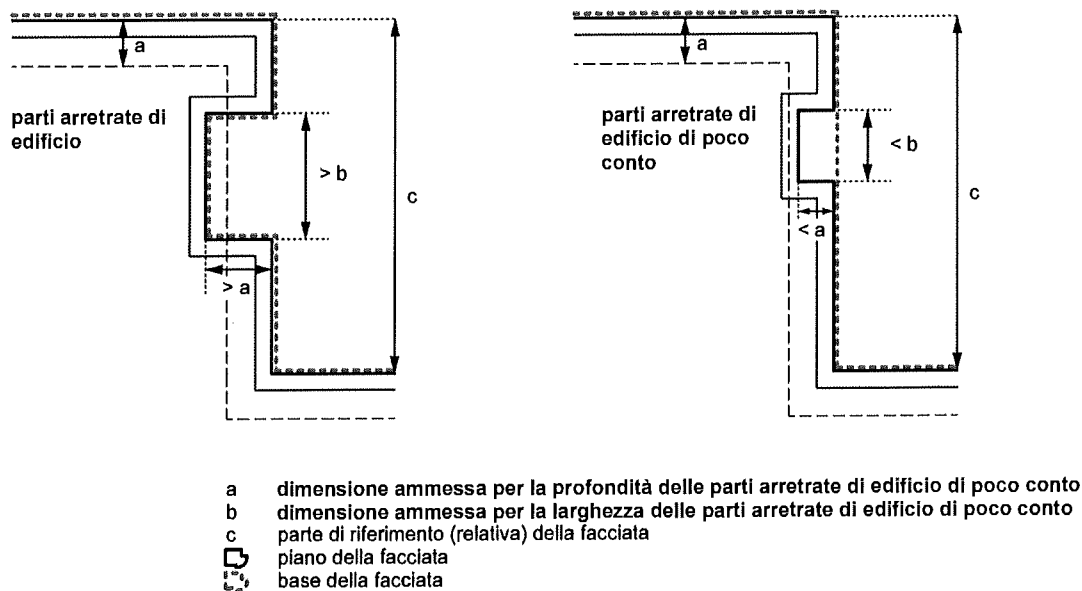 a
parti arretrate di
edificio
> b
c
> a
a
parti arretrate di
edificio di poco
conto
< b
c
< a
a dimensione ammessa per la profondità delle parti arretrate di edificio di poco conto
b dimensione ammessa per la larghezza delle parti arretrate di edificio di poco conto
c parte di riferimento (relativa) della facciata
piano della facciata
base della facciata